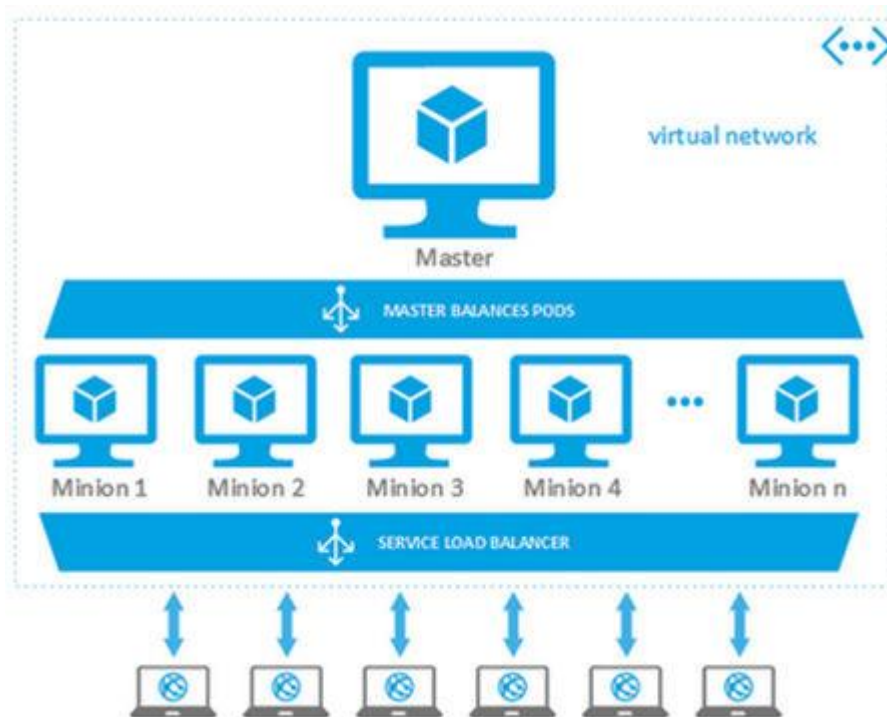 virtual network
Master
MASTER BALANCES PODS
Minion 1 Minion 2 Minion 3 Minion 4 Minion n
SERVICE LOAD BALANCER